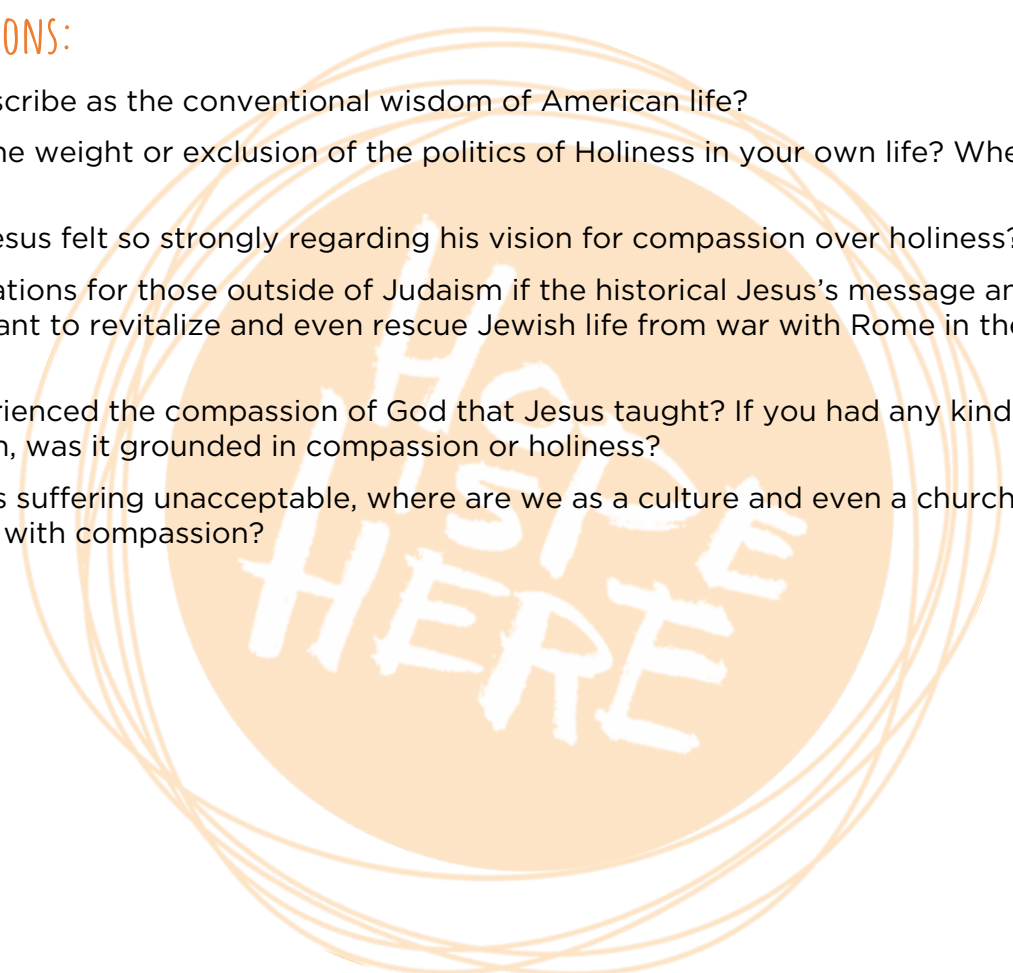 ONS:
scribe as the conventional wisdom of American life?
he weight or exclusion of the politics of Holiness in your own life? Whe
esus felt so strongly regarding his vision for compassion over holiness?
ations for those outside of Judaism if the historical Jesus's message an
ant to revitalize and even rescue Jewish life from war with Rome in the
rienced the compassion of God that Jesus taught? If you had any kind
n, was it grounded in compassion or holiness?
s suffering unacceptable, where are we as a culture and even a church
with compassion?
HOPE
IS
HERE